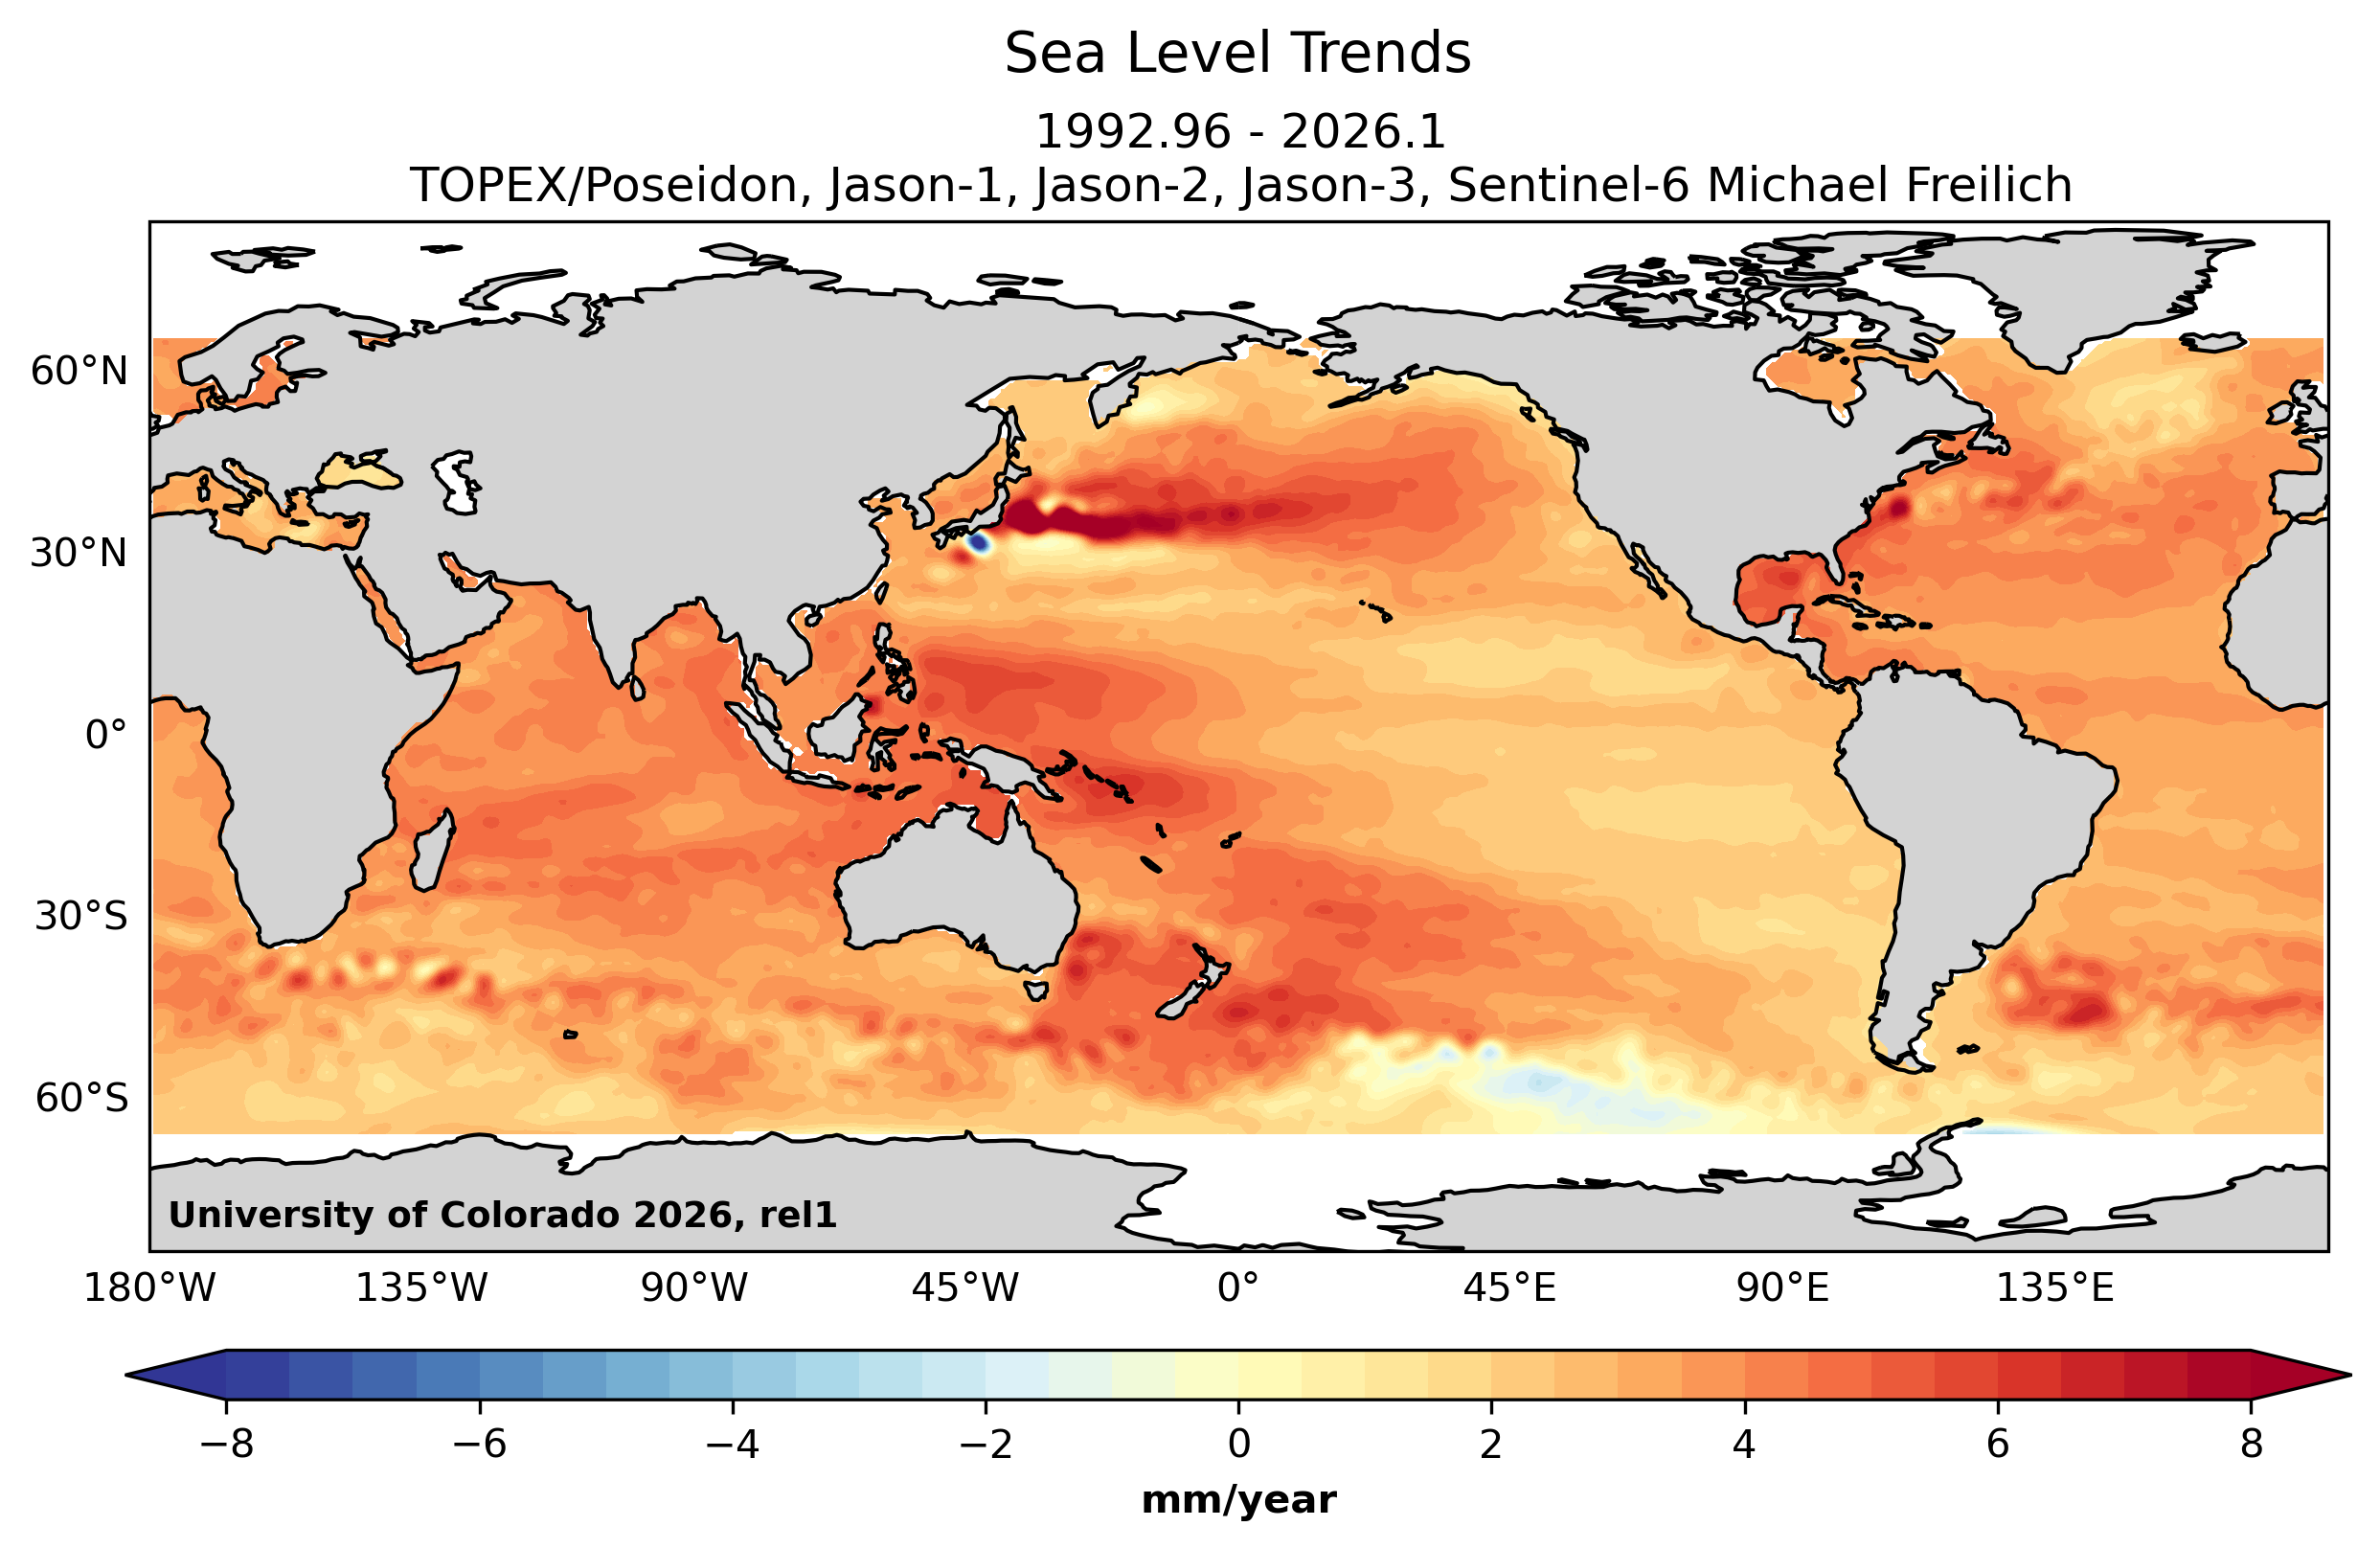 Sea Level Trends
1992.96 - 2026.1
TOPEX/Poseidon, Jason-1, Jason-2, Jason-3, Sentinel-6 Michael Freilich
60°N
30°N
0°
30°S
60°S
University of Colorado 2026, rel1
180°W 135°W 90°W 45°W 0° 45°E 90°E 135°E
−8 −6 −4 −2 0 2 4 6 8
mm/year